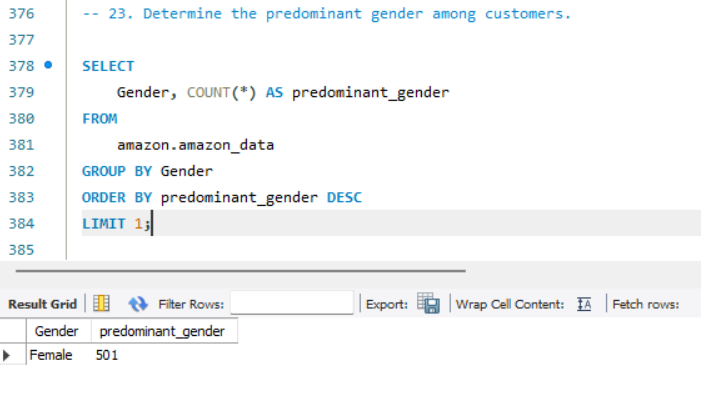 376 -- 23. Determine the predominant gender among customers.
377
378 SELECT
379 Gender, COUNT(*) AS predominant_gender
380 FROM
381 amazon.amazon_data
382 GROUP BY Gender
383 ORDER BY predominant_gender DESC
384 LIMIT 1;
385
Result Grid Filter Rows: Export: Wrap Cell Content: Fetch rows:
Gender predominant_gender
Female 501